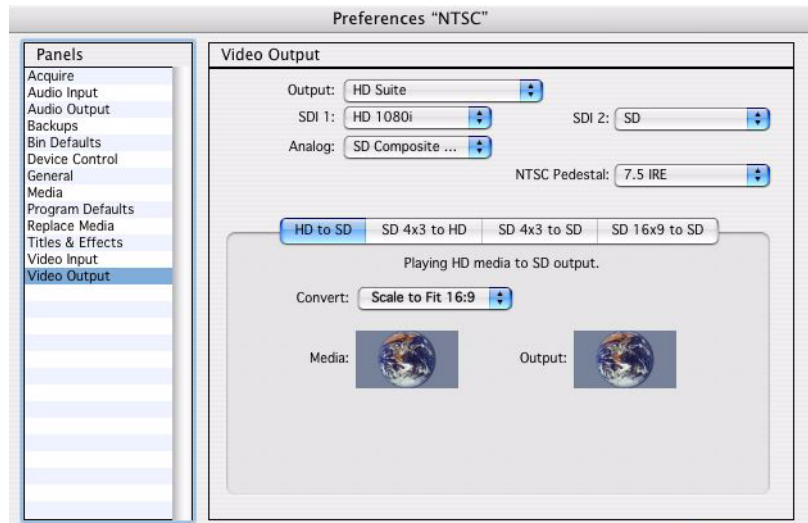 Preferences “NTSC”
Panels
Acquire
Audio Input
Audio Output
Backups
Bin Defaults
Device Control
General
Media
Program Defaults
Replace Media
Titles & Effects
Video Input
Video Output
Video Output
Output: HD Suite
SDI 1: HD 1080i SDI 2: SD
Analog: SD Composite ...
NTSC Pedestal: 7.5 IRE
HD to SD SD 4x3 to HD SD 4x3 to SD SD 16x9 to SD
Playing HD media to SD output.
Convert: Scale to Fit 16:9
Media: Output: